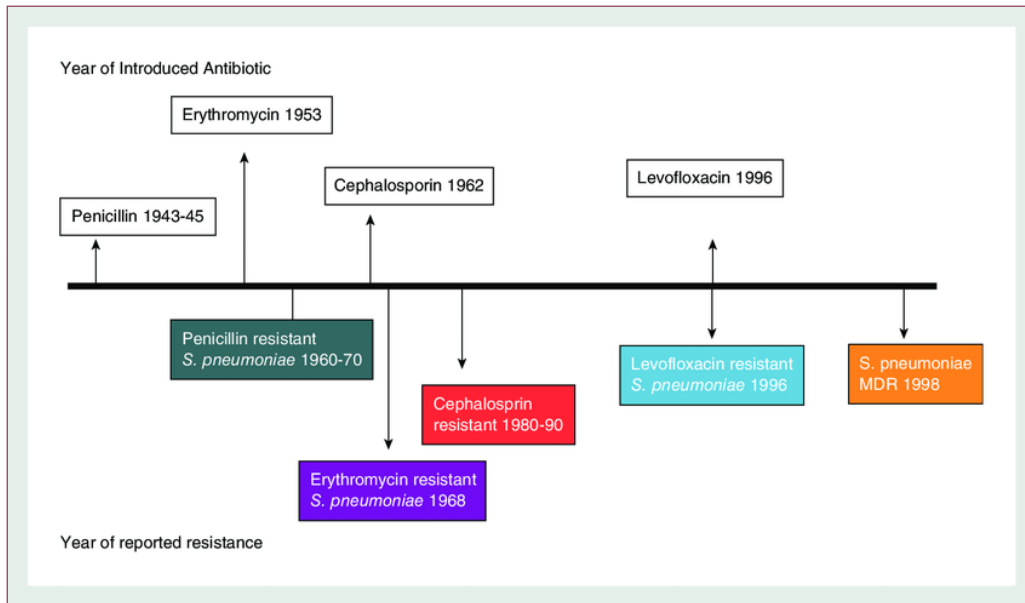 Year of Introduced Antibiotic
Erythromycin 1953
Cephalosporin 1962
Levofloxacin 1996
Penicillin 1943-45
Penicillin resistant
S. pneumoniae 1960-70
Levofloxacin resistant
S. pneumoniae 1996
S. pneumoniae
MDR 1998
Cephalosprin
resistant 1980-90
Erythromycin resistant
S. pneumoniae 1968
Year of reported resistance